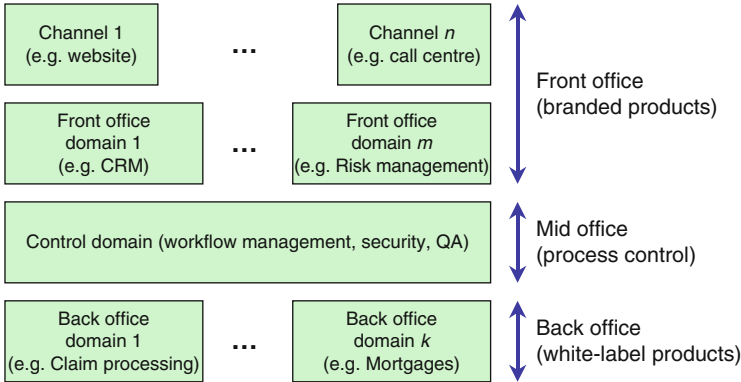 Channel 1
(e.g. website)
...
Channel n
(e.g. call centre)
Front office
(branded products)
Front office
domain 1
(e.g. CRM)
...
Front office
domain m
(e.g. Risk management)
Control domain (workflow management, security, QA)
Mid office
(process control)
Back office
domain 1
(e.g. Claim processing)
...
Back office
domain k
(e.g. Mortgages)
Back office
(white-label products)